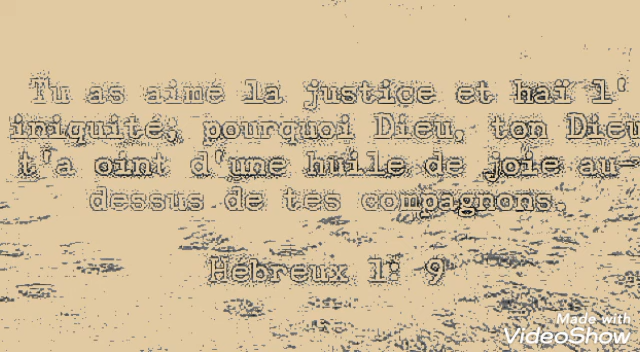 Tu as aimé la justice et haï l'
iniquité; pourquoi Dieu, ton Dieu
t'a oint d'une huile de joie au-
dessus de tes compagnons.
Hébreux 1: 9
Made with
VideoShow